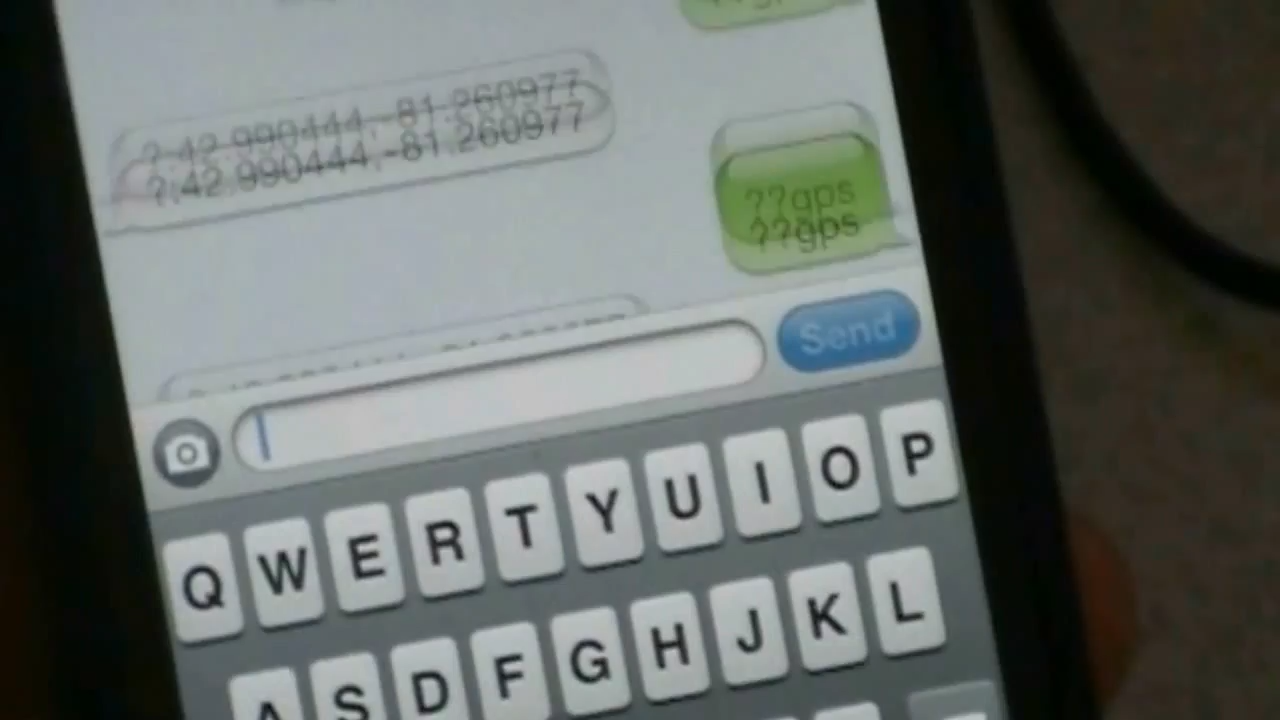 ?:42.990444,-81.260977
??gps
Send
Q W E R T Y U I O P
A S D F G H J K L